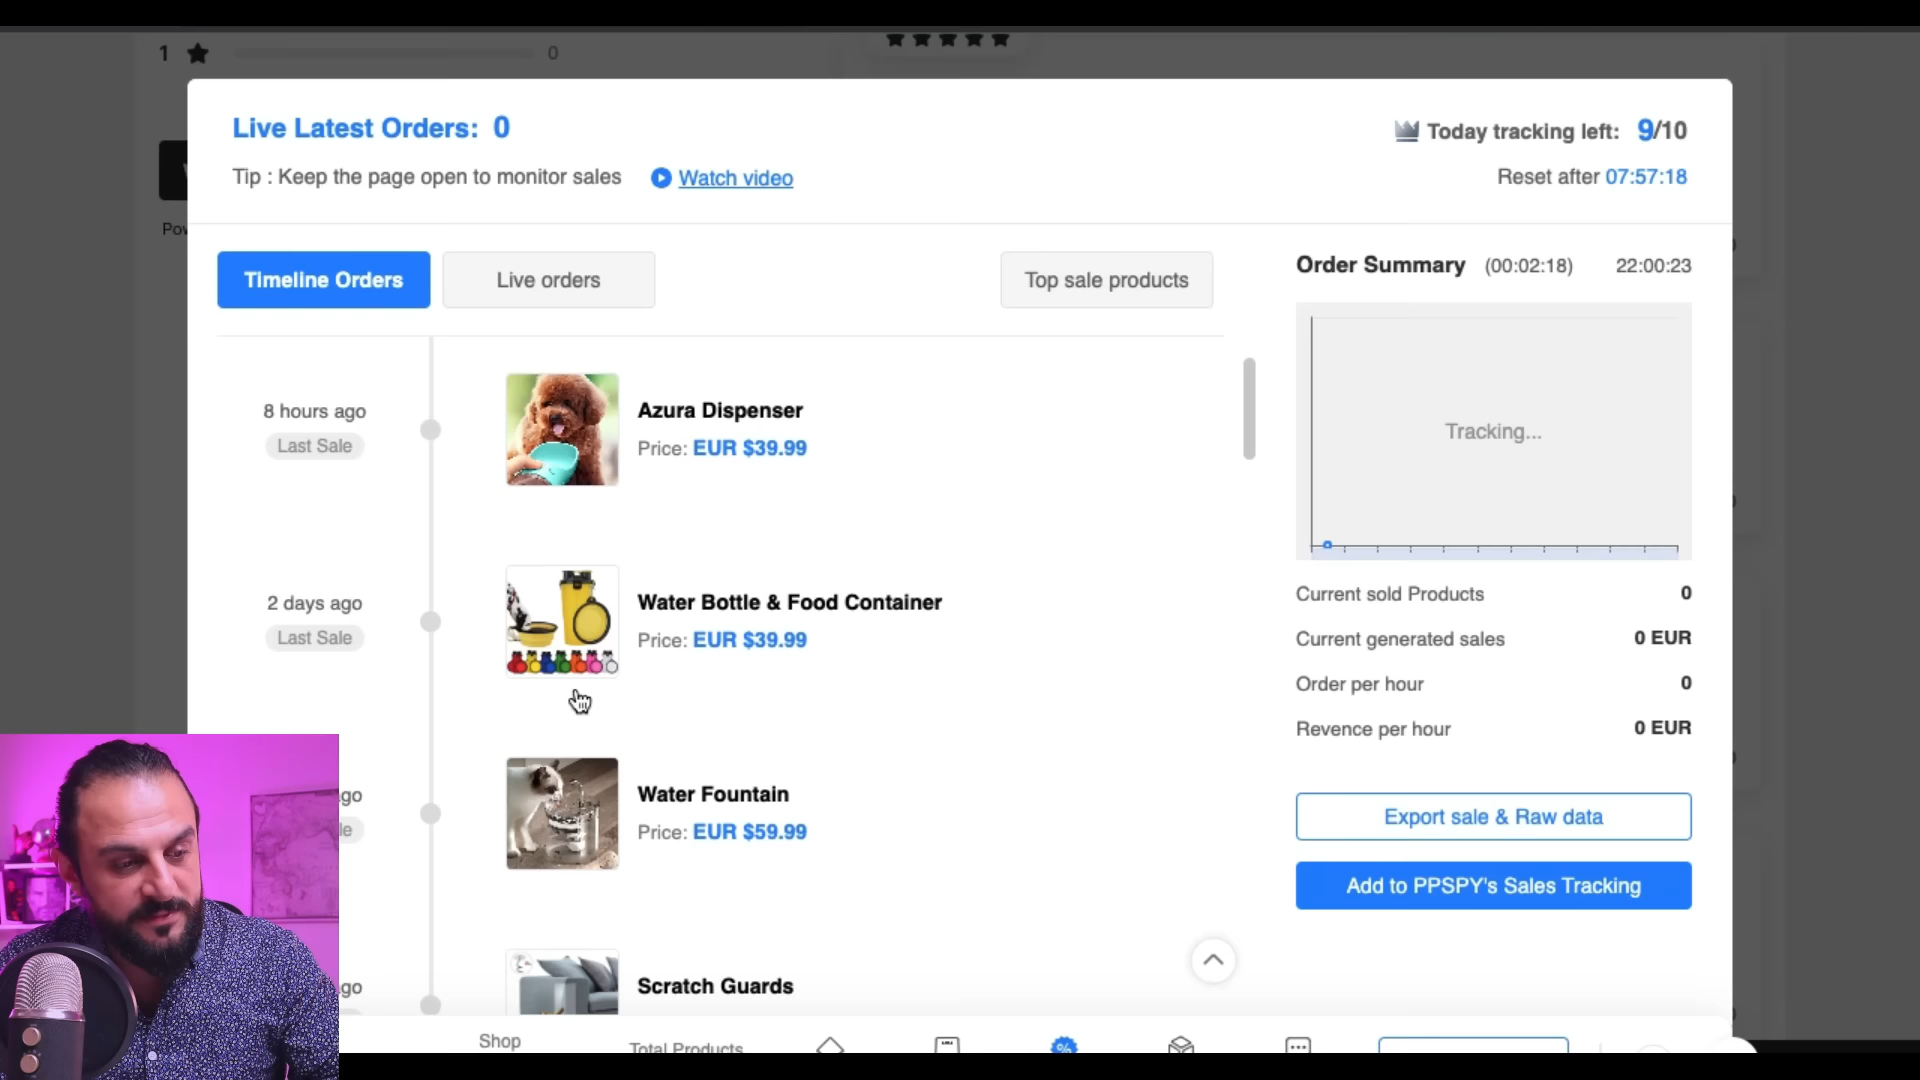 1 0
Live Latest Orders: 0
Today tracking left: 9/10
Tip : Keep the page open to monitor sales Watch video
Reset after 07:57:18
Timeline Orders Live orders Top sale products
Order Summary (00:02:18) 22:00:23
Tracking...
8 hours ago
Last Sale
Azura Dispenser
Price: EUR $39.99
2 days ago
Last Sale
Water Bottle & Food Container
Price: EUR $39.99
go
le
Water Fountain
Price: EUR $59.99
go
Scratch Guards
Current sold Products 0
Current generated sales 0 EUR
Order per hour 0
Revence per hour 0 EUR
Export sale & Raw data
Add to PPSPY's Sales Tracking
Shop
Total Products